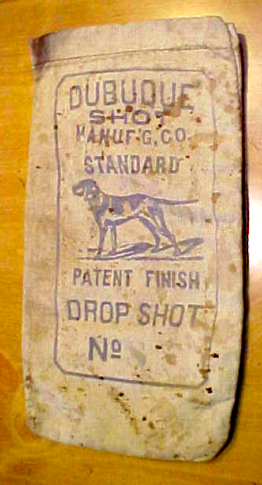 DUBUQUE
SHOT
MANUF'G. CO.
STANDARD
PATENT FINISH
DROP SHOT
No